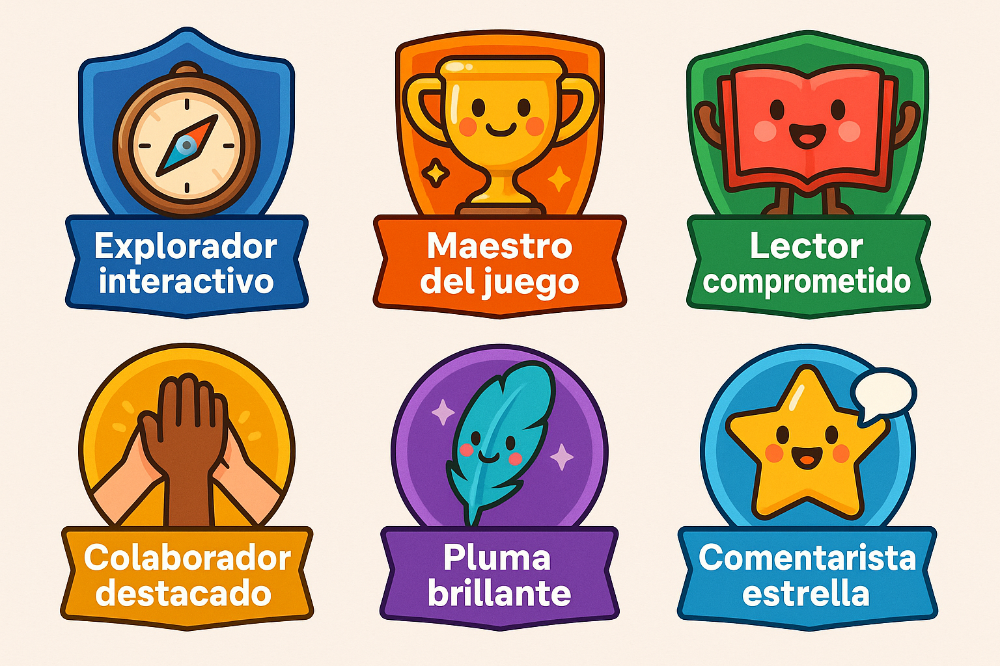 Explorador
interactivo
Maestro
del juego
Lector
comprometido
Colaborador
destacado
Pluma
brillante
Comentarista
estrella